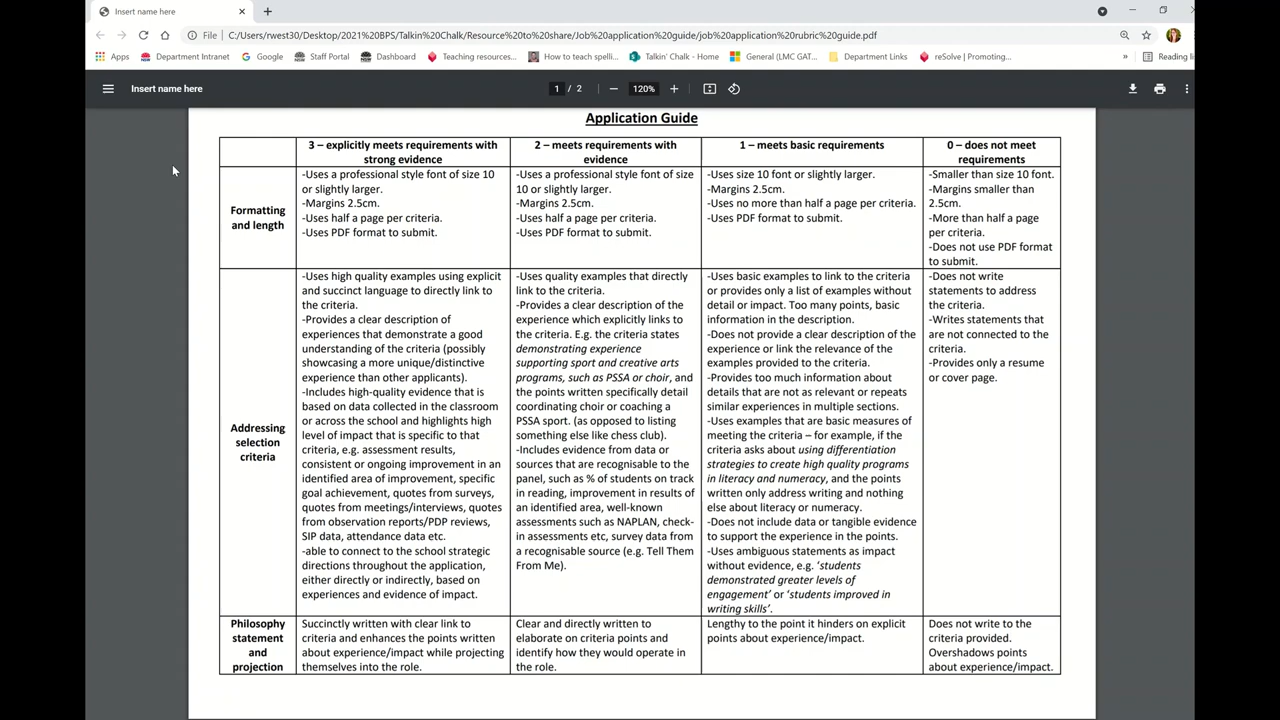 Insert name here
File
C:/Users/rwest30/Desktop/2021%20BPS/Talkin%20Chalk/Resource%20to%20share/Job%20application%20guide/job%20application%20rubric%20guide.pdf
Apps
Department Intranet
Google
Staff Portal
Dashboard
Teaching resources...
How to teach spelli...
Talkin' Chalk - Home
General (LMC GAT...
Department Links
reSolve | Promoting...
»
Reading li
Insert name here
1 / 2
120%
Application Guide
3 – explicitly meets requirements with
strong evidence
2 – meets requirements with
evidence
1 – meets basic requirements
0 – does not meet
requirements
Formatting
and length
-Uses a professional style font of size 10
or slightly larger.
-Margins 2.5cm.
-Uses half a page per criteria.
-Uses PDF format to submit.
-Uses a professional style font of size
10 or slightly larger.
-Margins 2.5cm.
-Uses half a page per criteria.
-Uses PDF format to submit.
-Uses size 10 font or slightly larger.
-Margins 2.5cm.
-Uses no more than half a page per criteria.
-Uses PDF format to submit.
-Smaller than size 10 font.
-Margins smaller than
2.5cm.
-More than half a page
per criteria.
-Does not use PDF format
to submit.
Addressing
selection
criteria
-Uses high quality examples using explicit
and succinct language to directly link to
the criteria.
-Provides a clear description of
experiences that demonstrate a good
understanding of the criteria (possibly
showcasing a more unique/distinctive
experience than other applicants).
-Includes high-quality evidence that is
based on data collected in the classroom
or across the school and highlights high
level of impact that is specific to that
criteria, e.g. assessment results,
consistent or ongoing improvement in an
identified area of improvement, specific
goal achievement, quotes from surveys,
quotes from meetings/interviews, quotes
from observation reports/PDP reviews,
SIP data, attendance data etc.
-able to connect to the school strategic
directions throughout the application,
either directly or indirectly, based on
experiences and evidence of impact.
-Uses quality examples that directly
link to the criteria.
-Provides a clear description of the
experience which explicitly links to
the criteria. E.g. the criteria states
demonstrating experience
supporting sport and creative arts
programs, such as PSSA or choir, and
the points written specifically detail
coordinating choir or coaching a
PSSA sport. (as opposed to listing
something else like chess club).
-Includes evidence from data or
sources that are recognisable to the
panel, such as % of students on track
in reading, improvement in results of
an identified area, well-known
assessments such as NAPLAN, check-
in assessments etc, survey data from
a recognisable source (e.g. Tell Them
From Me).
-Uses basic examples to link to the criteria
or provides only a list of examples without
detail or impact. Too many points, basic
information in the description.
-Does not provide a clear description of the
experience or link the relevance of the
examples provided to the criteria.
-Provides too much information about
details that are not as relevant or repeats
similar experiences in multiple sections.
-Uses examples that are basic measures of
meeting the criteria – for example, if the
criteria asks about using differentiation
strategies to create high quality programs
in literacy and numeracy, and the points
written only address writing and nothing
else about literacy or numeracy.
-Does not include data or tangible evidence
to support the experience in the points.
-Uses ambiguous statements as impact
without evidence, e.g. 'students
demonstrated greater levels of
engagement' or 'students improved in
writing skills'.
-Does not write
statements to address
the criteria.
-Writes statements that
are not connected to the
criteria.
-Provides only a resume
or cover page.
Philosophy
statement
and
projection
Succinctly written with clear link to
criteria and enhances the points written
about experience/impact while projecting
themselves into the role.
Clear and directly written to
elaborate on criteria points and
identify how they would operate in
the role.
Lengthy to the point it hinders on explicit
points about experience/impact.
Does not write to the
criteria provided.
Overshadows points
about experience/impact.